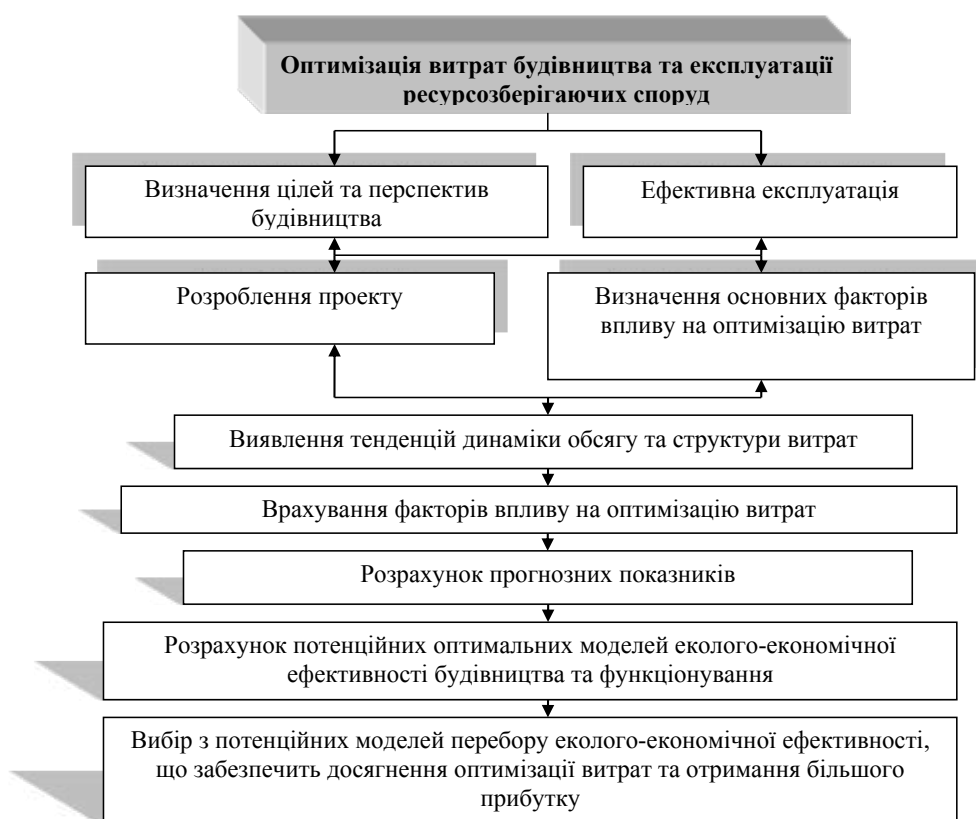 Оптимізація витрат будівництва та експлуатації
ресурсозберігаючих споруд
Визначення цілей та перспектив
будівництва
Ефективна експлуатація
Розроблення проекту
Визначення основних факторів
впливу на оптимізацію витрат
Виявлення тенденцій динаміки обсягу та структури витрат
Врахування факторів впливу на оптимізацію витрат
Розрахунок прогнозних показників
Розрахунок потенційних оптимальних моделей еколого-економічної
ефективності будівництва та функціонування
Вибір з потенційних моделей перебору еколого-економічної ефективності,
що забезпечить досягнення оптимізації витрат та отримання більшого
прибутку